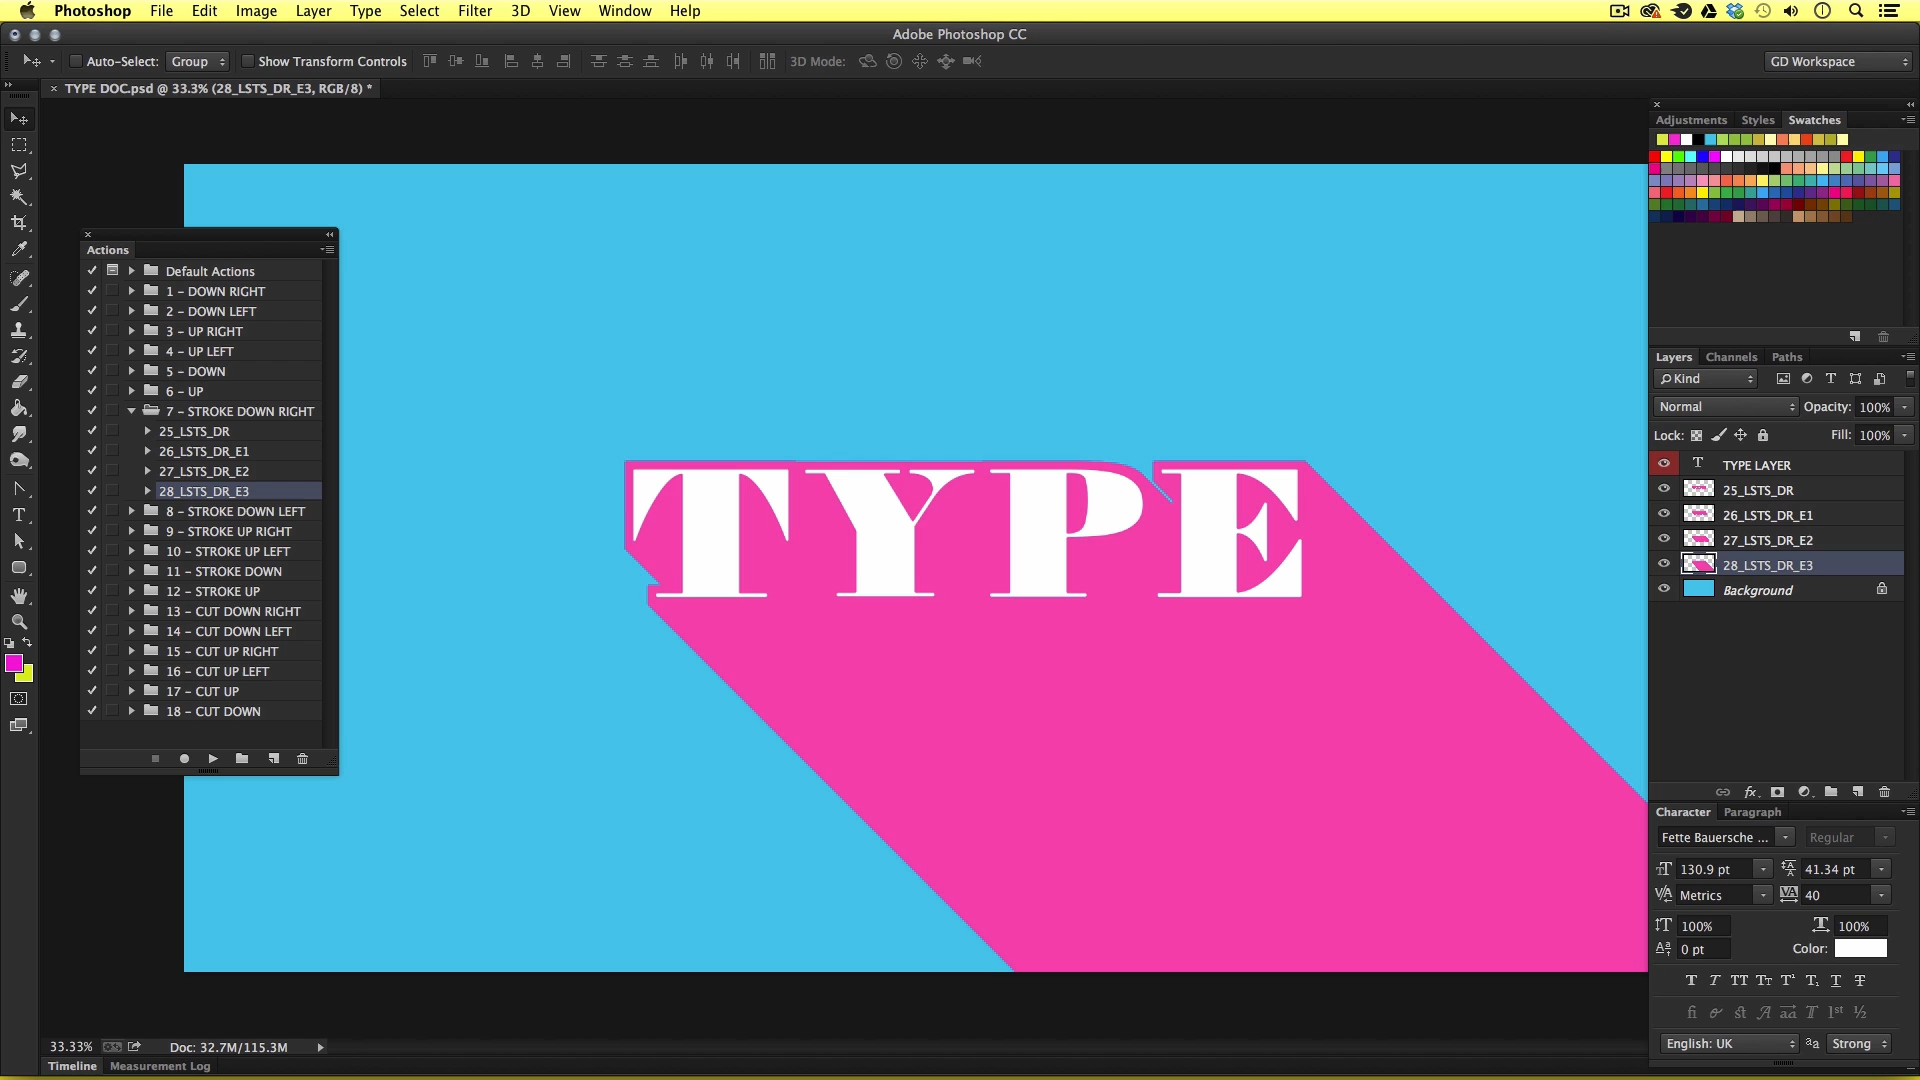 Photoshop File Edit Image Layer Type Select Filter 3D View Window Help
Adobe Photoshop CC
Auto-Select: Group Show Transform Controls 3D Mode: GD Workspace
TYPE DOC.psd @ 33.3% (28_LSTS_DR_E3, RGB/8) *
Actions
Default Actions
1 - DOWN RIGHT
2 - DOWN LEFT
3 - UP RIGHT
4 - UP LEFT
5 - DOWN
6 - UP
7 - STROKE DOWN RIGHT
25_LSTS_DR
26_LSTS_DR_E1
27_LSTS_DR_E2
28_LSTS_DR_E3
8 - STROKE DOWN LEFT
9 - STROKE UP RIGHT
10 - STROKE UP LEFT
11 - STROKE DOWN
12 - STROKE UP
13 - CUT DOWN RIGHT
14 - CUT DOWN LEFT
15 - CUT UP RIGHT
16 - CUT UP LEFT
17 - CUT UP
18 - CUT DOWN
TYPE
Adjustments Styles Swatches
Layers Channels Paths
Kind
Normal Opacity: 100%
Lock: Fill: 100%
TYPE LAYER
25_LSTS_DR
26_LSTS_DR_E1
27_LSTS_DR_E2
28_LSTS_DR_E3
Background
Character Paragraph
Fette Bauersche ... Regular
130.9 pt 41.34 pt
Metrics 40
100% 100%
0 pt Color:
English: UK Strong
33.33% Doc: 32.7M/115.3M
Timeline Measurement Log